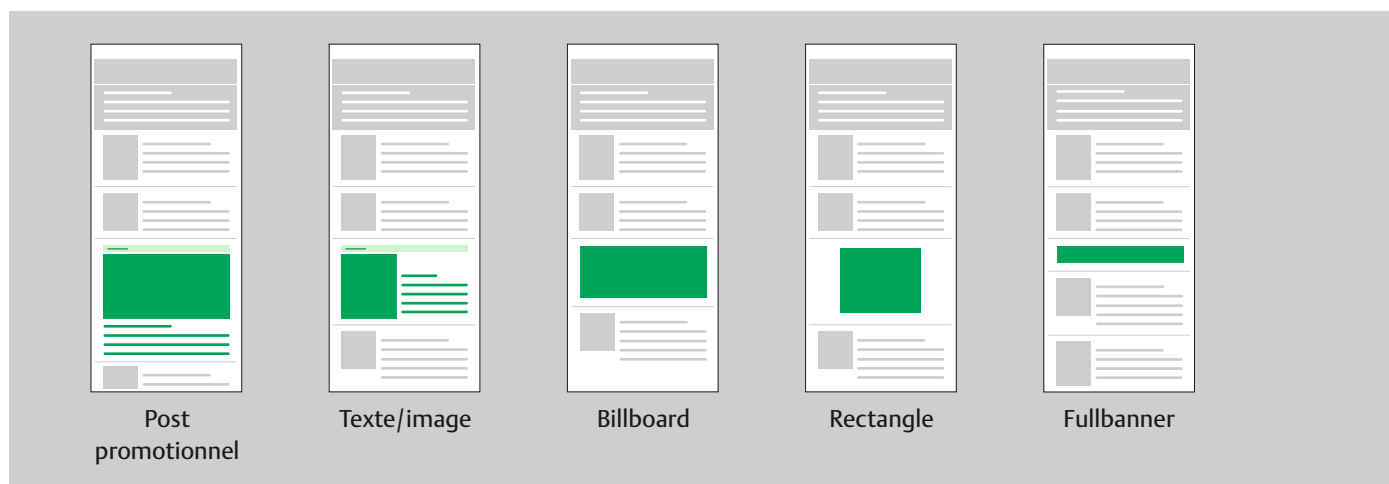 Post
promotionnel
Texte/image
Billboard
Rectangle
Fullbanner